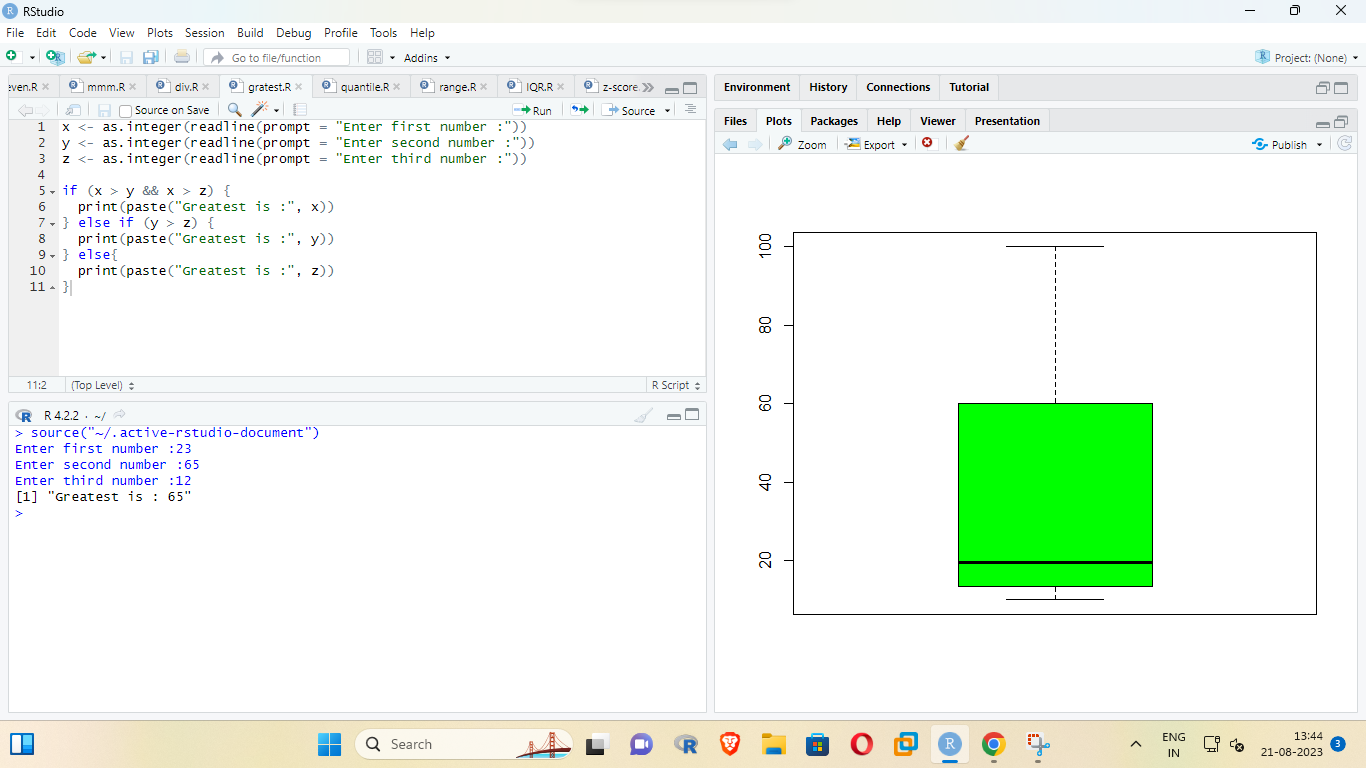 RStudio
File Edit Code View Plots Session Build Debug Profile Tools Help
Go to file/function Addins Project: (None)
even.R mmm.R div.R gratest.R quantile.R range.R IQR.R z-score.
Source on Save Run Source
1 x <- as.integer(readline(prompt = "Enter first number :"))
2 y <- as.integer(readline(prompt = "Enter second number :"))
3 z <- as.integer(readline(prompt = "Enter third number :"))
4
5 if (x > y && x > z) {
6 print(paste("Greatest is :", x))
7 } else if (y > z) {
8 print(paste("Greatest is :", y))
9 } else{
10 print(paste("Greatest is :", z))
11 }
11:2 (Top Level) R Script
R 4.2.2 · ~/
> source("~/.active-rstudio-document")
Enter first number :23
Enter second number :65
Enter third number :12
[1] "Greatest is : 65"
>
Environment History Connections Tutorial
Files Plots Packages Help Viewer Presentation
Zoom Export Publish
100
80
60
40
20
Search
ENG
IN
13:44
21-08-2023
3